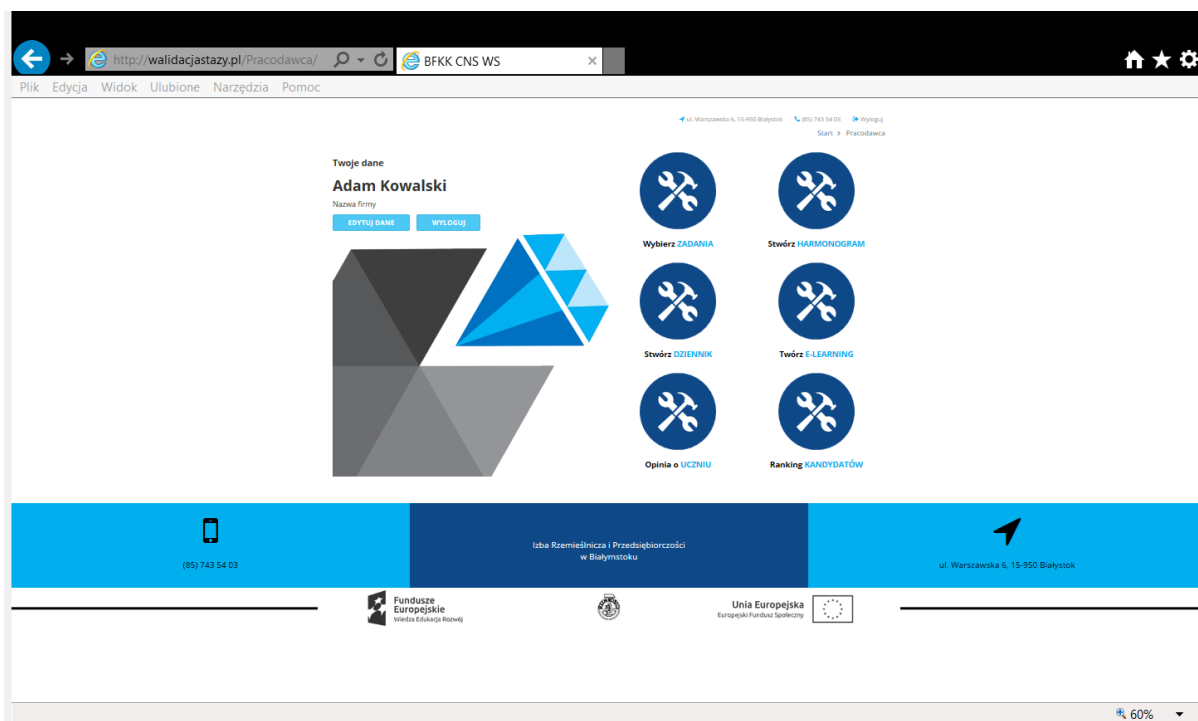 http://walidacjastazy.pl/Pracodawca/
BFKK CNS WS
Plik Edycja Widok Ulubione Narzędzia Pomoc
ul. Warszawska 6, 15-950 Białystok (85) 743 54 03 Wyloguj
Start > Pracodawca
Twoje dane
Adam Kowalski
Nazwa firmy
EDYTUJ DANE WYLOGUJ
Wybierz ZADANIA
Stwórz HARMONOGRAM
Stwórz DZIENNIK
Twórz E-LEARNING
Opinia o UCZNIU
Ranking KANDYDATÓW
(85) 743 54 03
Izba Rzemieślnicza i Przedsiębiorczości
w Białymstoku
ul. Warszawska 6, 15-950 Białystok
Fundusze
Europejskie
Wiedza Edukacja Rozwój
Unia Europejska
Europejski Fundusz Społeczny
60%